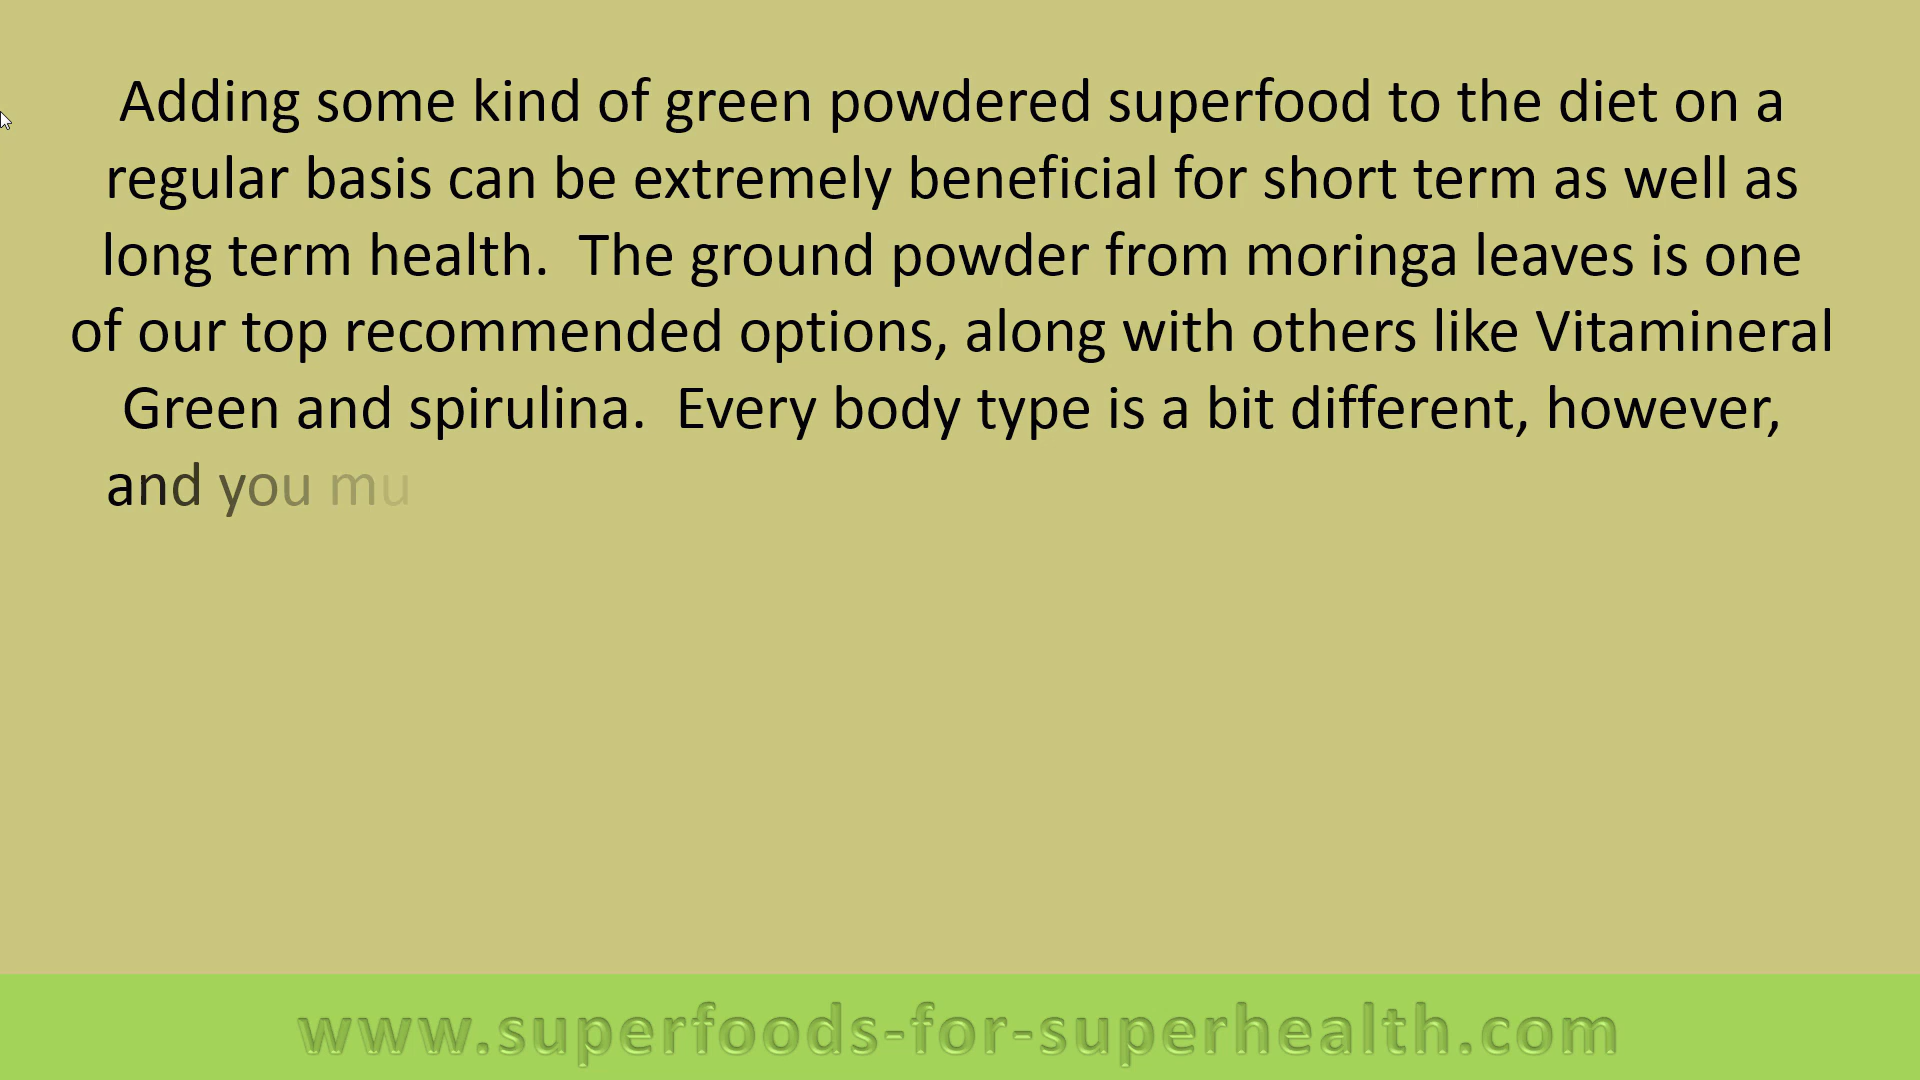 Adding some kind of green powdered superfood to the diet on a
regular basis can be extremely beneficial for short term as well as
long term health.  The ground powder from moringa leaves is one
of our top recommended options, along with others like Vitamineral
Green and spirulina.  Every body type is a bit different, however,
and you mu
www.superfoods-for-superhealth.com